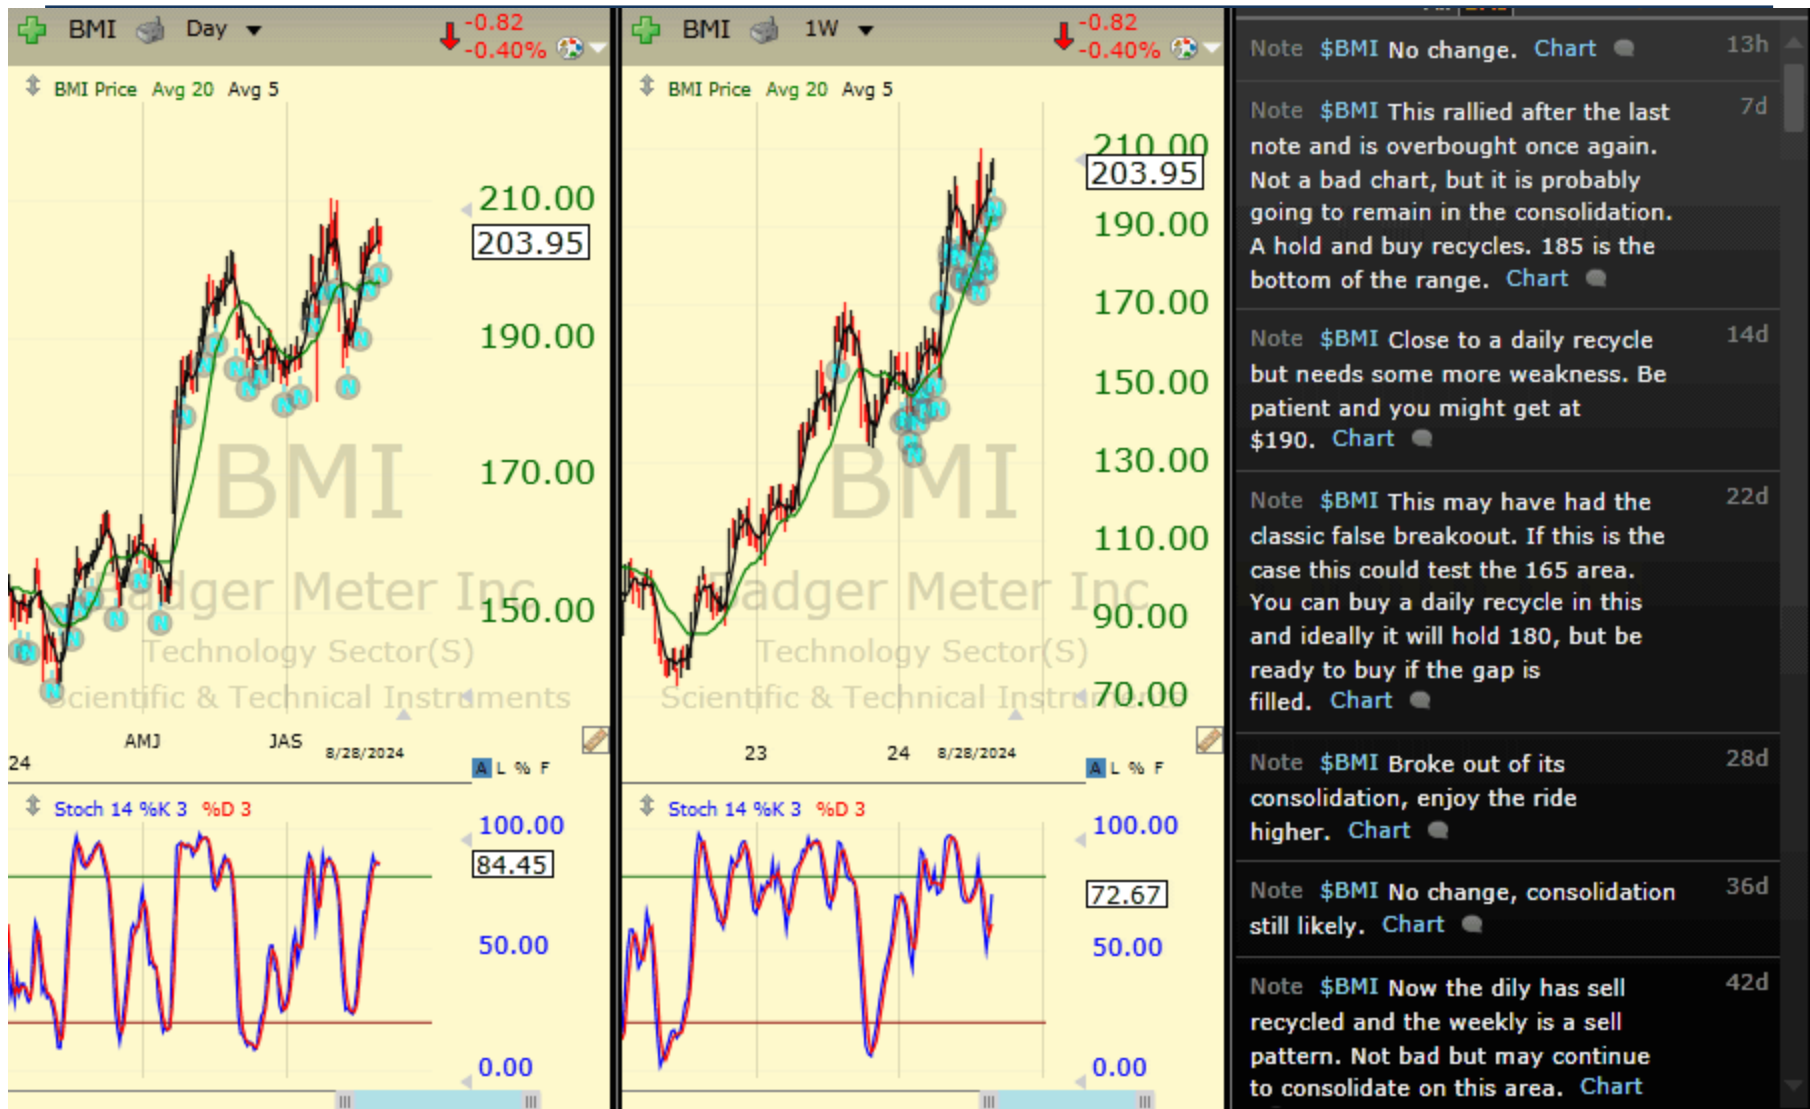 BMI Day
-0.82
-0.40%
BMI Price Avg 20 Avg 5
210.00
203.95
190.00
170.00
150.00
BMI
Badger Meter Inc
Technology Sector(S)
Scientific & Technical Instruments
24
AMJ
JAS
8/28/2024
A L % F
Stoch 14 %K 3 %D 3
100.00
84.45
50.00
0.00
BMI 1W
-0.82
-0.40%
BMI Price Avg 20 Avg 5
210.00
203.95
190.00
170.00
150.00
130.00
110.00
90.00
70.00
BMI
Badger Meter Inc
Technology Sector(S)
Scientific & Technical Instruments
23
24
8/28/2024
A L % F
Stoch 14 %K 3 %D 3
100.00
72.67
50.00
0.00
Note $BMI No change. Chart 13h
Note $BMI This rallied after the last 7d
note and is overbought once again.
Not a bad chart, but it is probably
going to remain in the consolidation.
A hold and buy recycles. 185 is the
bottom of the range. Chart
Note $BMI Close to a daily recycle 14d
but needs some more weakness. Be
patient and you might get at
$190. Chart
Note $BMI This may have had the 22d
classic false breakoout. If this is the
case this could test the 165 area.
You can buy a daily recycle in this
and ideally it will hold 180, but be
ready to buy if the gap is
filled. Chart
Note $BMI Broke out of its 28d
consolidation, enjoy the ride
higher. Chart
Note $BMI No change, consolidation 36d
still likely. Chart
Note $BMI Now the dily has sell 42d
recycled and the weekly is a sell
pattern. Not bad but may continue
to consolidate on this area. Chart